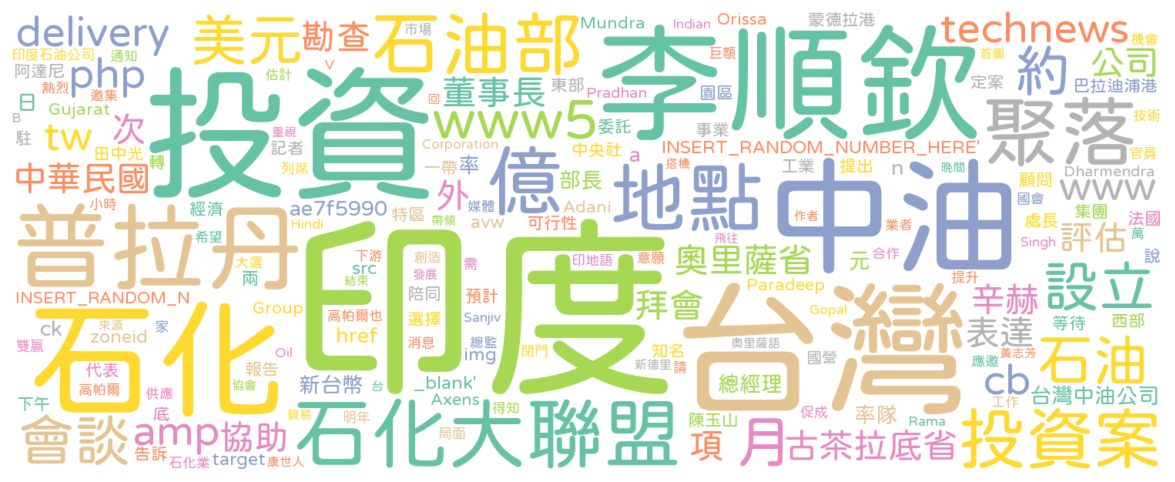 delivery
美元
勘查
市場
石油部
Mundra
Indian
Orissa
蒙德拉港
technews
印度石油公司
通知
php
阿達尼
熱烈
邀集
估計
V
投資
董事長
東部
李順欽
巨額
首圖
機會
約
公司
定案
巴拉迪浦港
日
Gujarat
B
駐
tw
次
田中光
轉
重視
記者
回
www5
Pradhan
園區
委託
事業
聚落
技術
官員
Corporation
中央社
a
INSERT_RANDOM_NUMBER_HERE'
中華民國
列席
一帶
率
億
部長
地點
搭機
工業
提出
n
晚間
www
Dharmendra
顧問
國會
小時
經濟
ae7f5990
外
媒體
Adani
中油
作者
業者
處長
集團
法國
萬
普拉丹
希望
Hindi
特區
帶領
avw
可行性
飛往
合作
Singh
評估
說
大選
兩
下游
src
創造
發展
需
印地語
意願
奧里薩省
元
提升
設立
INSERT_RANDOM_N
石化
結束
陪同
預計
印度
拜會
Paradeep
辛赫
等待
西部
ck
來源
zoneid
家
Group
高帕爾也
href
選擇
消息
Sanjiv
總監
img
閉門
知名
奧里薩語
新德里
請
台灣
Gopal
國營
表達
應邀
黃志芳
石油
雙贏
代表
高帕爾
報告
協會
Oil
新台幣
台
_blank'
Axens
得知
總經理
cb
工作
台灣中油公司
下午
供應
底
貿易
明年
局面
石化大聯盟
陳玉山
促成
率隊
Rama
會談
amp
告訴
石化業
協助
target
康世人
項
月
古茶拉底省
投資案